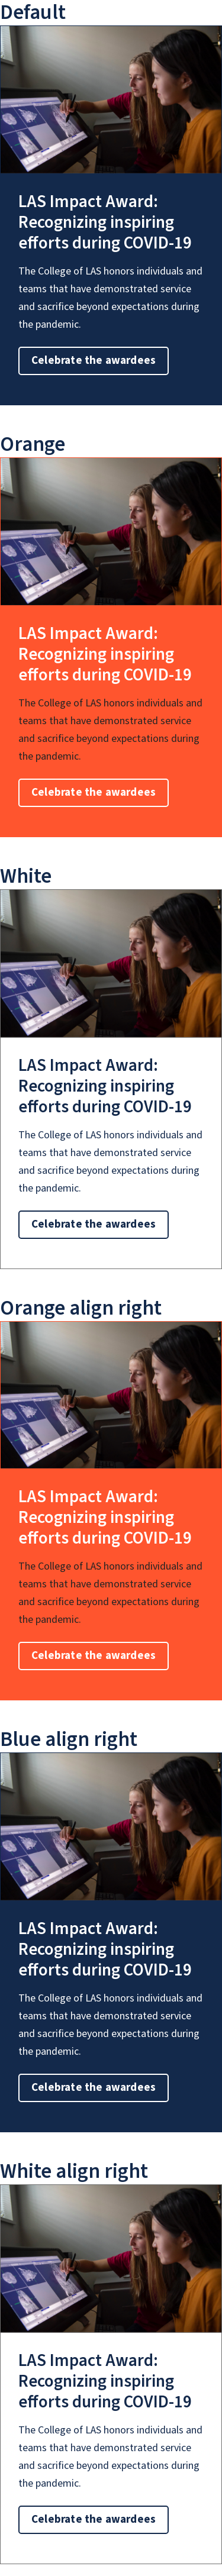 Default
LAS Impact Award:
Recognizing inspiring
efforts during COVID-19
The College of LAS honors individuals and
teams that have demonstrated service
and sacrifice beyond expectations during
the pandemic.
Celebrate the awardees
Orange
LAS Impact Award:
Recognizing inspiring
efforts during COVID-19
The College of LAS honors individuals and
teams that have demonstrated service
and sacrifice beyond expectations during
the pandemic.
Celebrate the awardees
White
LAS Impact Award:
Recognizing inspiring
efforts during COVID-19
The College of LAS honors individuals and
teams that have demonstrated service
and sacrifice beyond expectations during
the pandemic.
Celebrate the awardees
Orange align right
LAS Impact Award:
Recognizing inspiring
efforts during COVID-19
The College of LAS honors individuals and
teams that have demonstrated service
and sacrifice beyond expectations during
the pandemic.
Celebrate the awardees
Blue align right
LAS Impact Award:
Recognizing inspiring
efforts during COVID-19
The College of LAS honors individuals and
teams that have demonstrated service
and sacrifice beyond expectations during
the pandemic.
Celebrate the awardees
White align right
LAS Impact Award:
Recognizing inspiring
efforts during COVID-19
The College of LAS honors individuals and
teams that have demonstrated service
and sacrifice beyond expectations during
the pandemic.
Celebrate the awardees